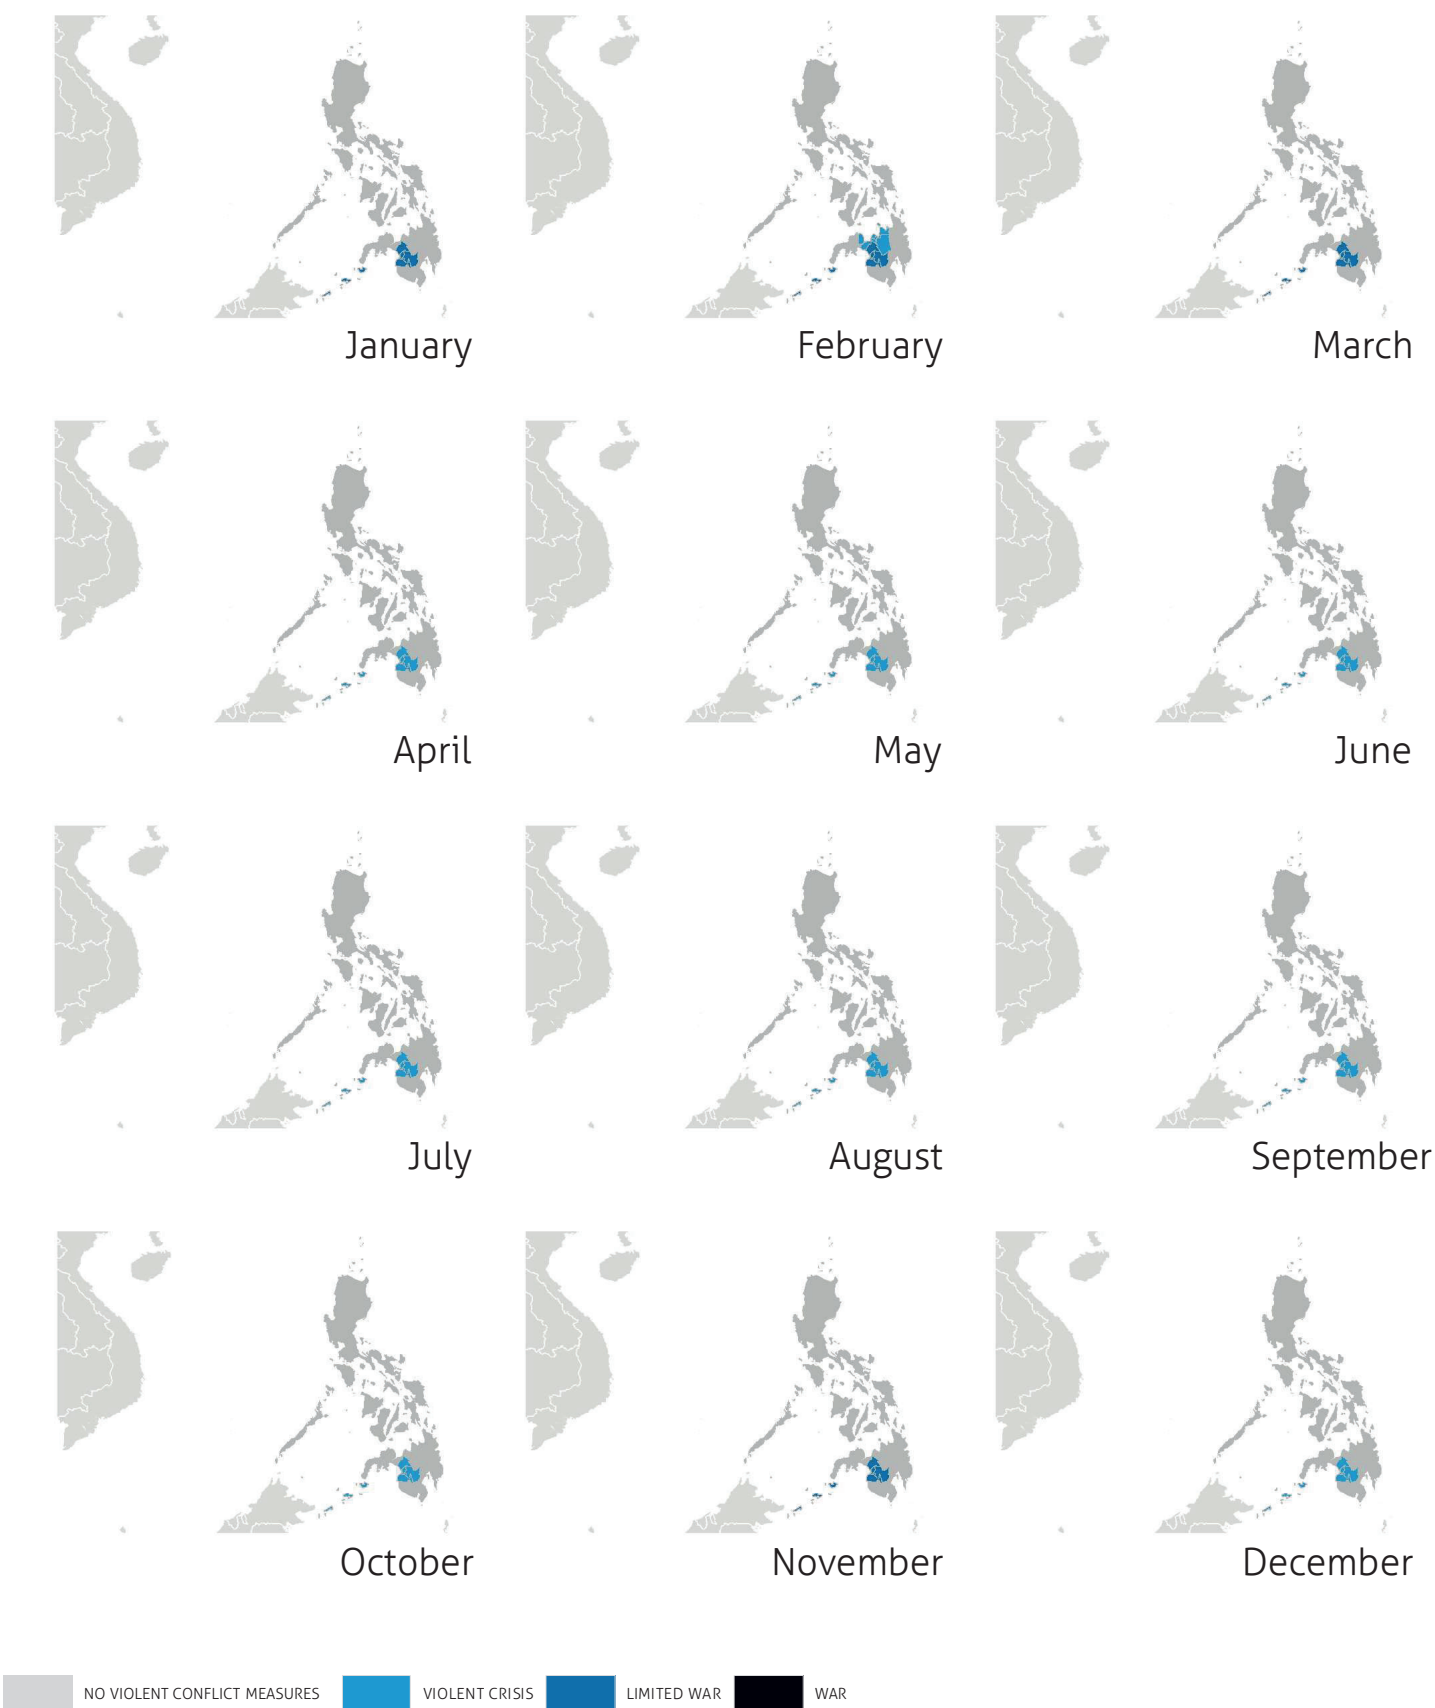 January
February
March
April
May
June
July
August
September
October
November
December
NO VIOLENT CONFLICT MEASURES
VIOLENT CRISIS
LIMITED WAR
WAR